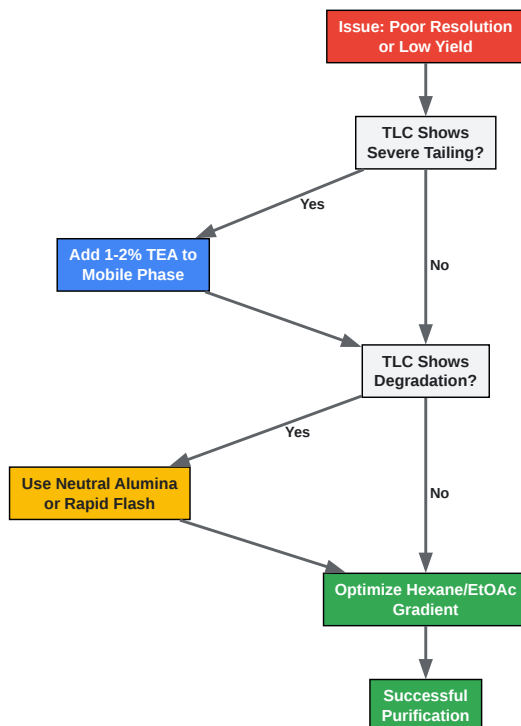 Issue: Poor Resolution
or Low Yield
TLC Shows
Severe Tailing?
Yes
Add 1-2% TEA to
Mobile Phase
No
TLC Shows
Degradation?
Yes
Use Neutral Alumina
or Rapid Flash
No
Optimize Hexane/EtOAc
Gradient
Successful
Purification